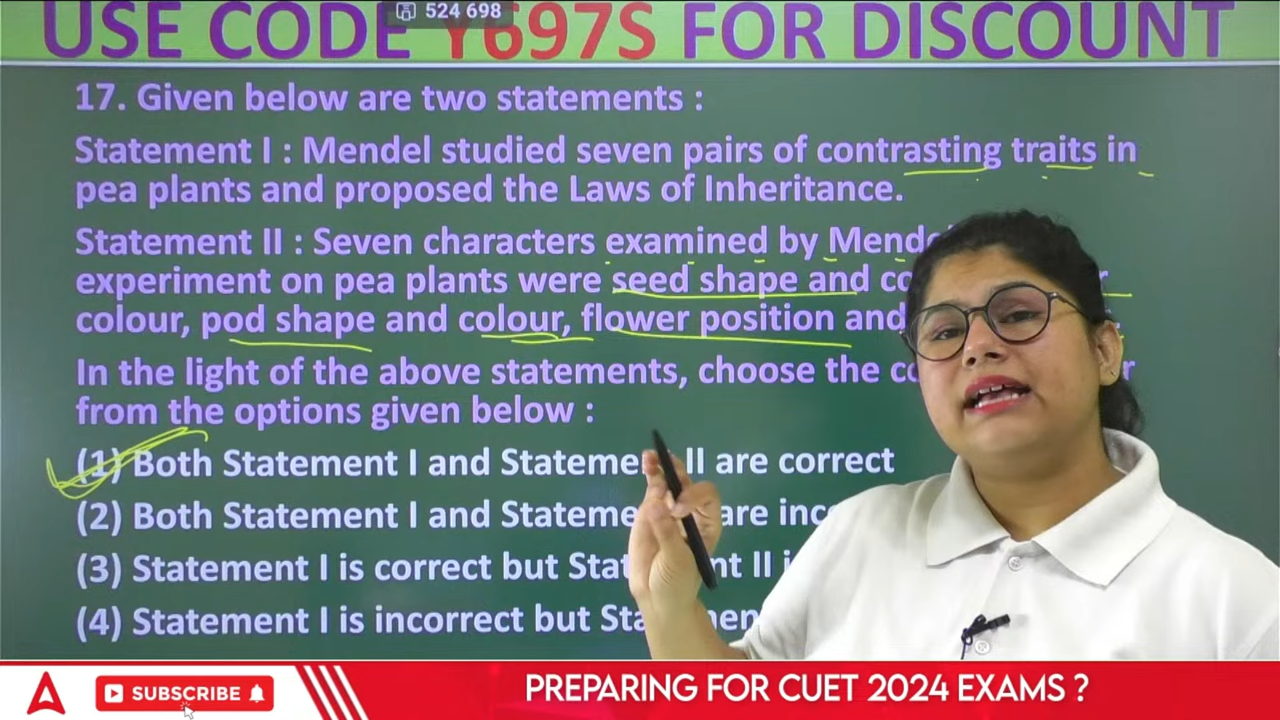 USE CODE Y697S FOR DISCOUNT
524 698
17. Given below are two statements :
Statement I : Mendel studied seven pairs of contrasting traits in
pea plants and proposed the Laws of Inheritance.
Statement II : Seven characters examined by
experiment on pea plants were seed shape and
colour, pod shape and colour, flower position and
In the light of the above statements, choose the
from the options given below :
(1) Both Statement I and II are correct
(2) Both Statement I and are
(3) Statement I is correct but II
(4) Statement I is incorrect but
SUBSCRIBE
PREPARING FOR CUET 2024 EXAMS ?